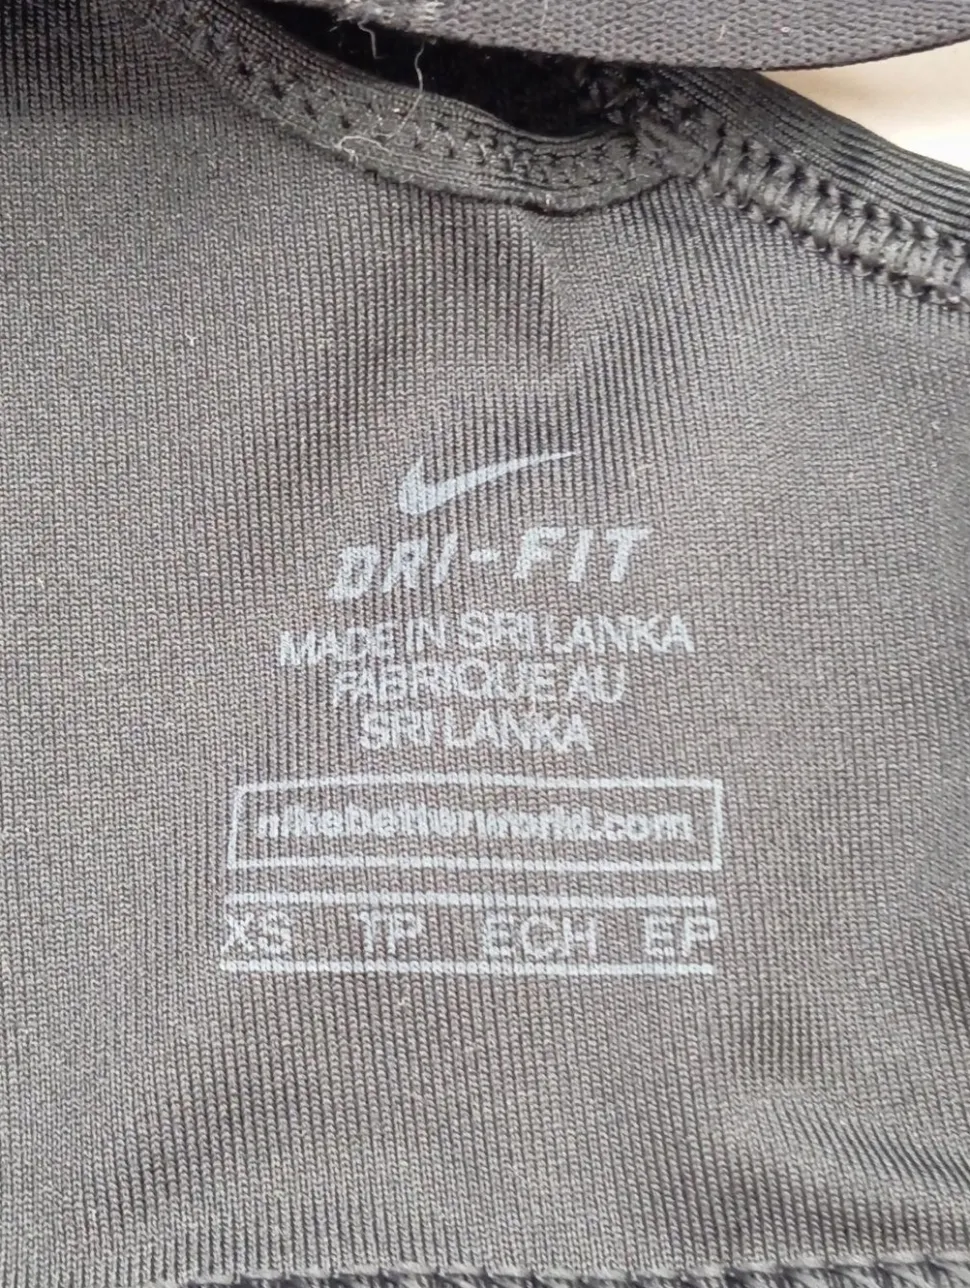 DRI-FIT
MADE IN SRI LANKA
FABRIQUE AU
SRI LANKA
nikebetterworld.com
XS TP ECH EP